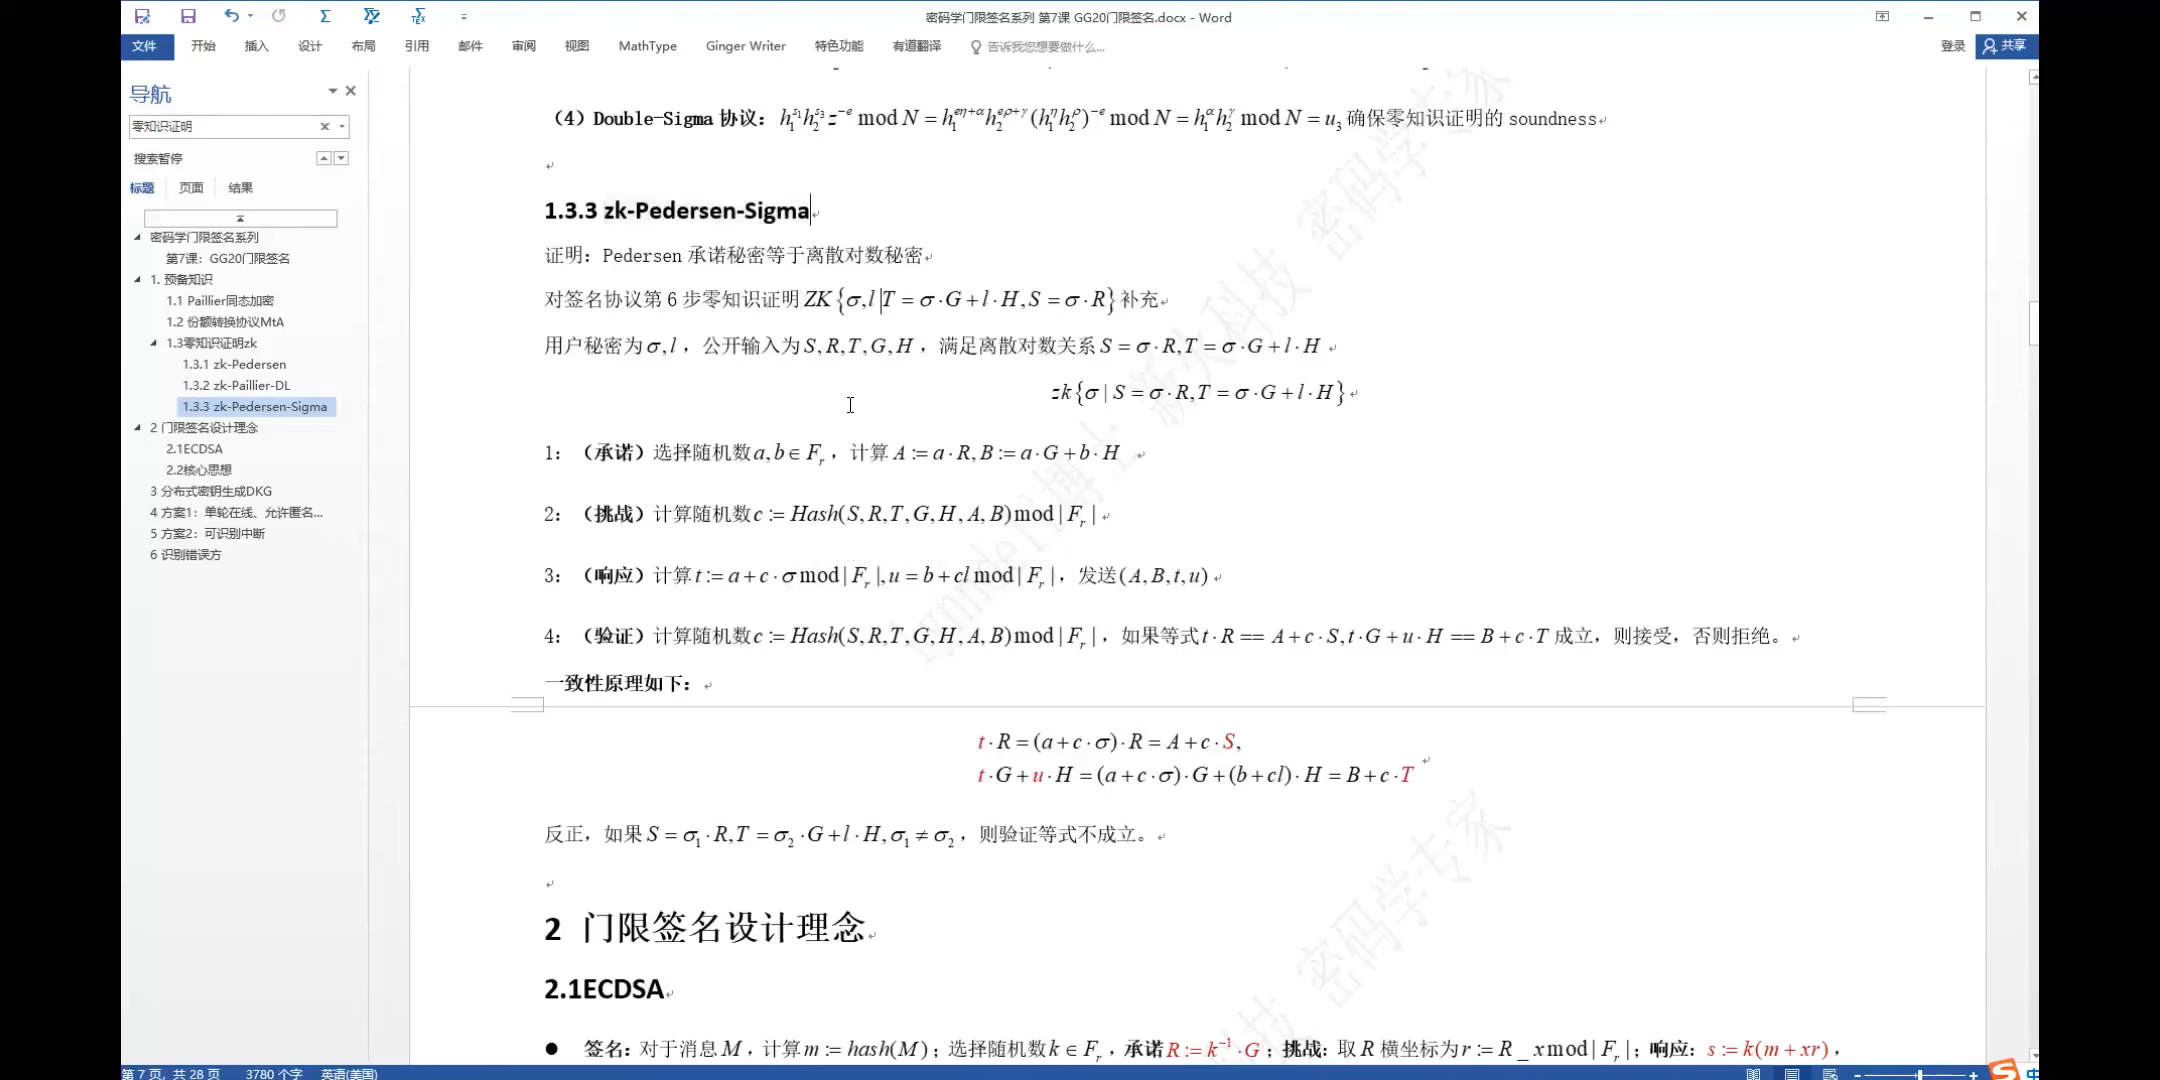 密码学门限签名系列 第7课 GG20门限签名.docx - Word
文件 开始 插入 设计 布局 引用 邮件 审阅 视图 MathType Ginger Writer 特色功能 有道翻译 告诉我您想要做什么... 登录 共享
导航
零知识证明
搜索暂停
标题 页面 结果
密码学门限签名系列
第7课：GG20门限签名
1. 预备知识
1.1 Paillier同态加密
1.2 份额转换协议MtA
1.3零知识证明zk
1.3.1 zk-Pedersen
1.3.2 zk-Paillier-DL
1.3.3 zk-Pedersen-Sigma
2 门限签名设计理念
2.1ECDSA
2.2核心思想
3 分布式密钥生成DKG
4 方案1：单轮在线、允许匿名...
5 方案2：可识别中断
6 识别错误方
（4）Double-Sigma 协议：h₁^{s₁}h₂^{s₃}z^{-e} mod N = h₁^{eη+α}h₂^{eρ+γ}(h₁^η h₂^ρ)^{-e} mod N = h₁^α h₂^γ mod N = u₃ 确保零知识证明的 soundness
1.3.3 zk-Pedersen-Sigma
证明：Pedersen 承诺秘密等于离散对数秘密
对签名协议第 6 步零知识证明 ZK{σ,l|T = σ·G + l·H, S = σ·R} 补充
用户秘密为 σ,l，公开输入为 S,R,T,G,H，满足离散对数关系 S = σ·R,T = σ·G + l·H
zk{σ | S = σ·R,T = σ·G + l·H}
1：（承诺）选择随机数 a,b∈F_r，计算 A := a·R,B := a·G + b·H
2：（挑战）计算随机数 c := Hash(S,R,T,G,H,A,B) mod | F_r |
3：（响应）计算 t := a + c·σ mod | F_r |,u = b + cl mod | F_r |，发送 (A,B,t,u)
4：（验证）计算随机数 c := Hash(S,R,T,G,H,A,B) mod | F_r |，如果等式 t·R == A + c·S,t·G + u·H == B + c·T 成立，则接受，否则拒绝。
一致性原理如下：
t·R = (a + c·σ)·R = A + c·S,
t·G + u·H = (a + c·σ)·G + (b + cl)·H = B + c·T
反正，如果 S = σ₁·R,T = σ₂·G + l·H,σ₁ ≠ σ₂，则验证等式不成立。
2 门限签名设计理念
2.1ECDSA
● 签名：对于消息 M，计算 m := hash(M)；选择随机数 k∈F_r，承诺 R := k⁻¹·G；挑战：取 R 横坐标为 r := R_x mod | F_r |；响应：s := k(m + xr)，
第 7 页，共 28 页 3780 个字 英语(美国)